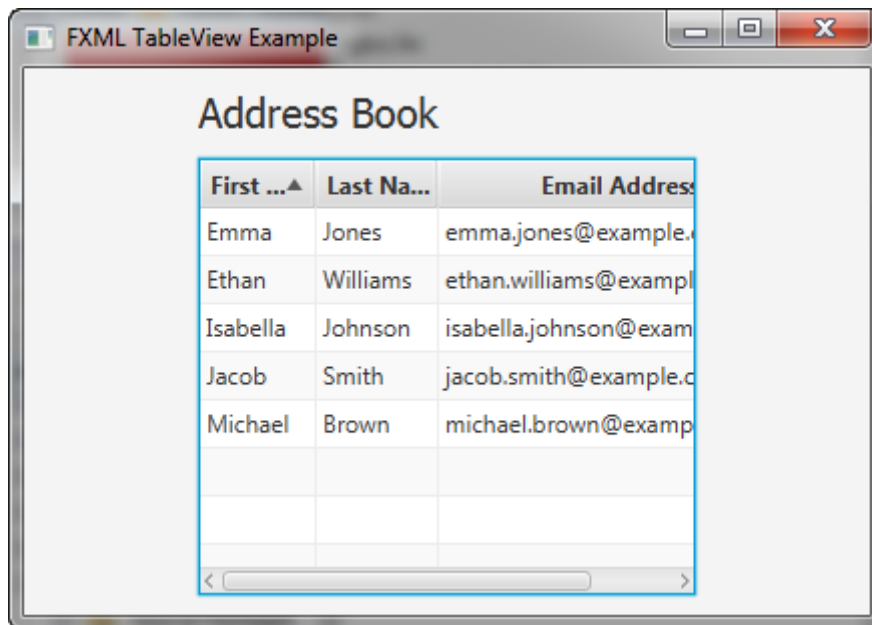 FXML TableView Example
Address Book
First ...▲ Last Na... Email Address
Emma Jones emma.jones@example.
Ethan Williams ethan.williams@exampl
Isabella Johnson isabella.johnson@exam
Jacob Smith jacob.smith@example.c
Michael Brown michael.brown@examp